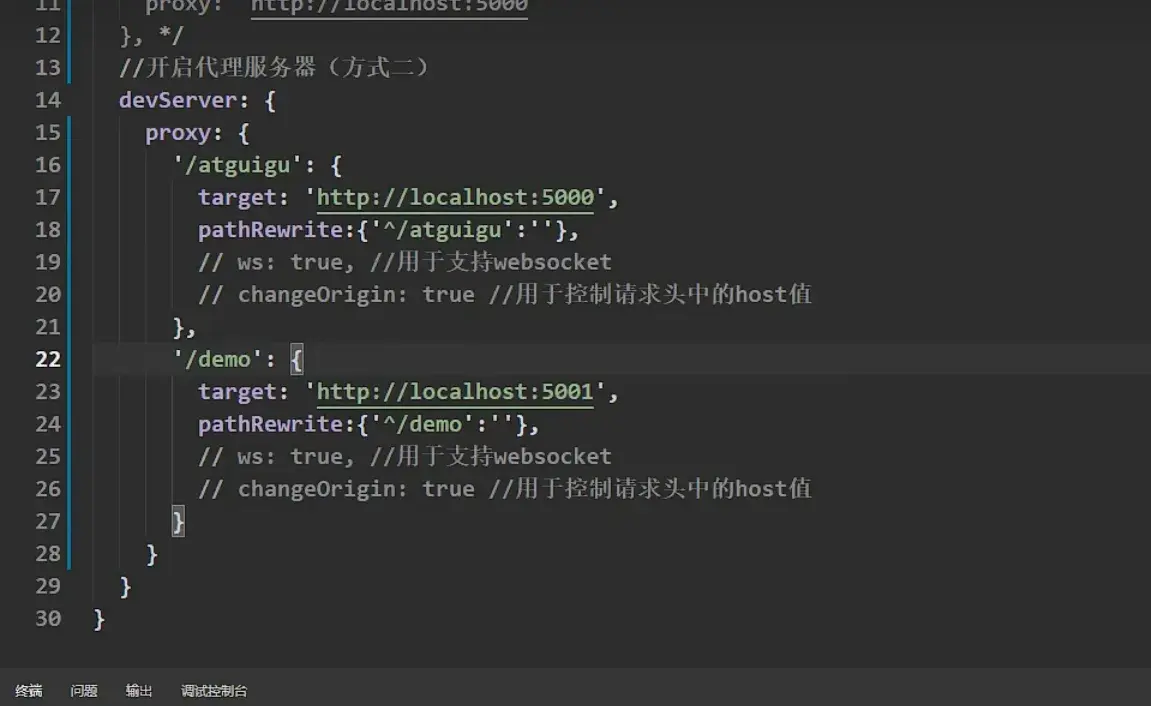 11 proxy: 'http://localhost:5000'
12 }, */
13 //开启代理服务器（方式二）
14 devServer: {
15 proxy: {
16 '/atguigu': {
17 target: 'http://localhost:5000',
18 pathRewrite:{'^/atguigu':''},
19 // ws: true, //用于支持websocket
20 // changeOrigin: true //用于控制请求头中的host值
21 },
22 '/demo': {
23 target: 'http://localhost:5001',
24 pathRewrite:{'^/demo':''},
25 // ws: true, //用于支持websocket
26 // changeOrigin: true //用于控制请求头中的host值
27 }
28 }
29 }
30 }
终端 问题 输出 调试控制台